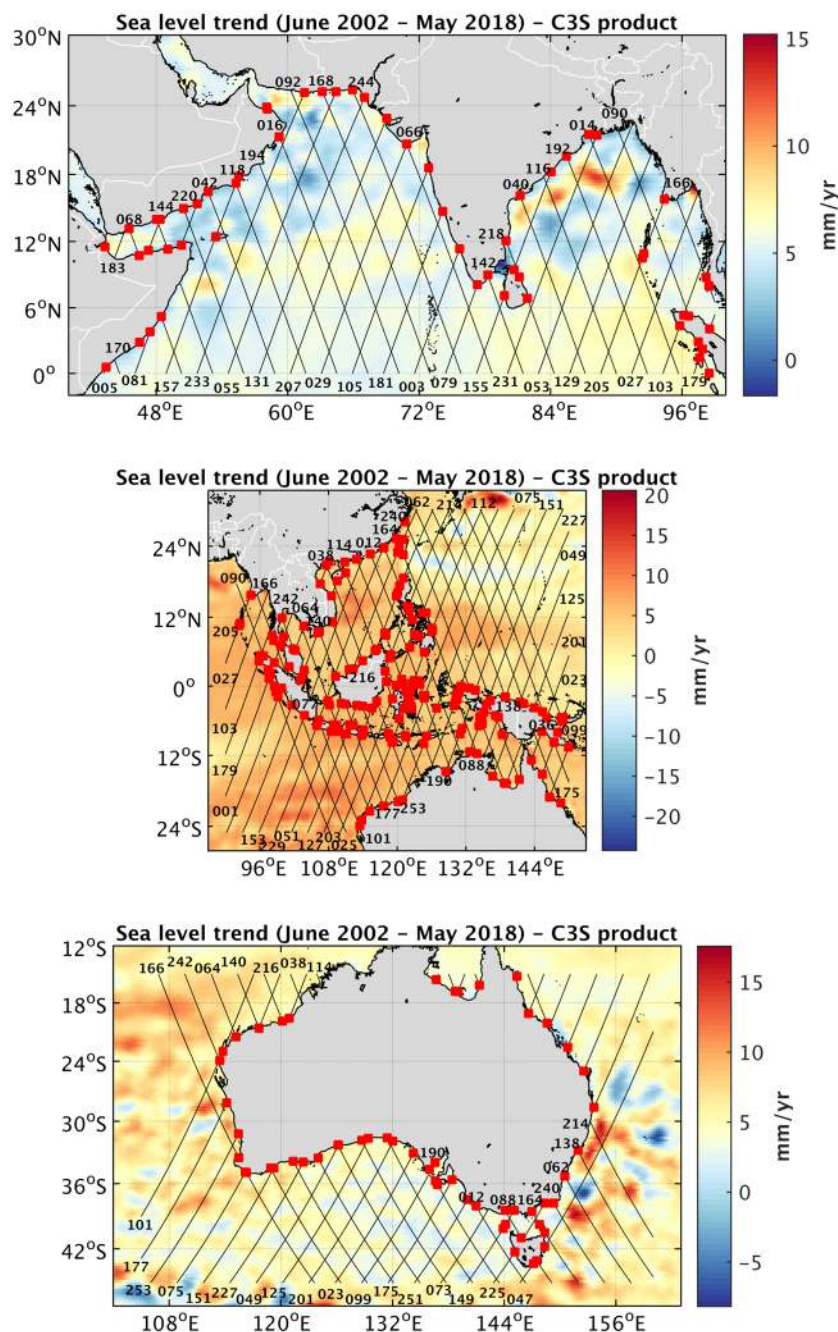 Sea level trend (June 2002 – May 2018) – C3S product
30°N
24°N
18°N
12°N
6°N
0°
092 168 244
016
194
118
042
220
144
068
183
170
066
014 090
192
116
040
218
142
166
005 081 157 233 055 131 207 029 105 181 003 079 155 231 053 129 205 027 103 179
48°E 60°E 72°E 84°E 96°E
15
10
5
0
mm/yr
Sea level trend (June 2002 – May 2018) – C3S product
24°N
12°N
0°
12°S
24°S
062 214 112 075 151
240
227
164
012
114
038
049
090
166
242
064
140
125
205
201
216
027
023
077
138
036
099
103
088
179
190
175
253
177
001
101
153 229 051 127 203 025
96°E 108°E 120°E 132°E 144°E
20
15
10
5
0
−5
−10
−15
−20
mm/yr
Sea level trend (June 2002 – May 2018) – C3S product
12°S
18°S
24°S
30°S
36°S
42°S
166 242 064 140 216 038 114
214
138
062
240
190
012
088 164
101
177
253 075 151 227 049 125 201 023 099 175 251 073 149 225 047
108°E 120°E 132°E 144°E 156°E
15
10
5
0
−5
mm/yr